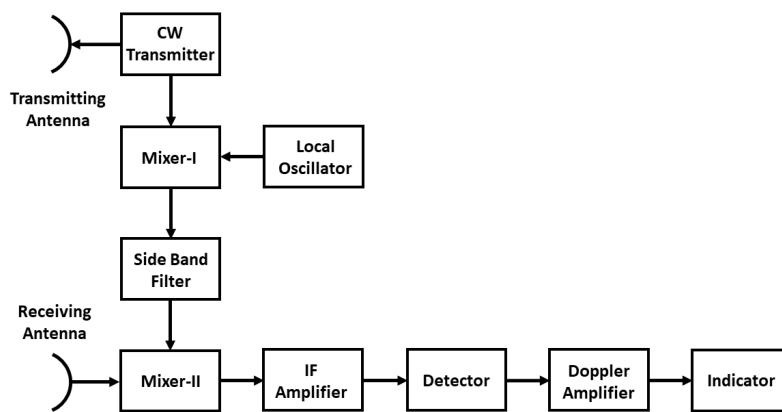 CW
Transmitter
Transmitting
Antenna
Mixer-I
Local
Oscillator
Side Band
Filter
Receiving
Antenna
Mixer-II
IF
Amplifier
Detector
Doppler
Amplifier
Indicator